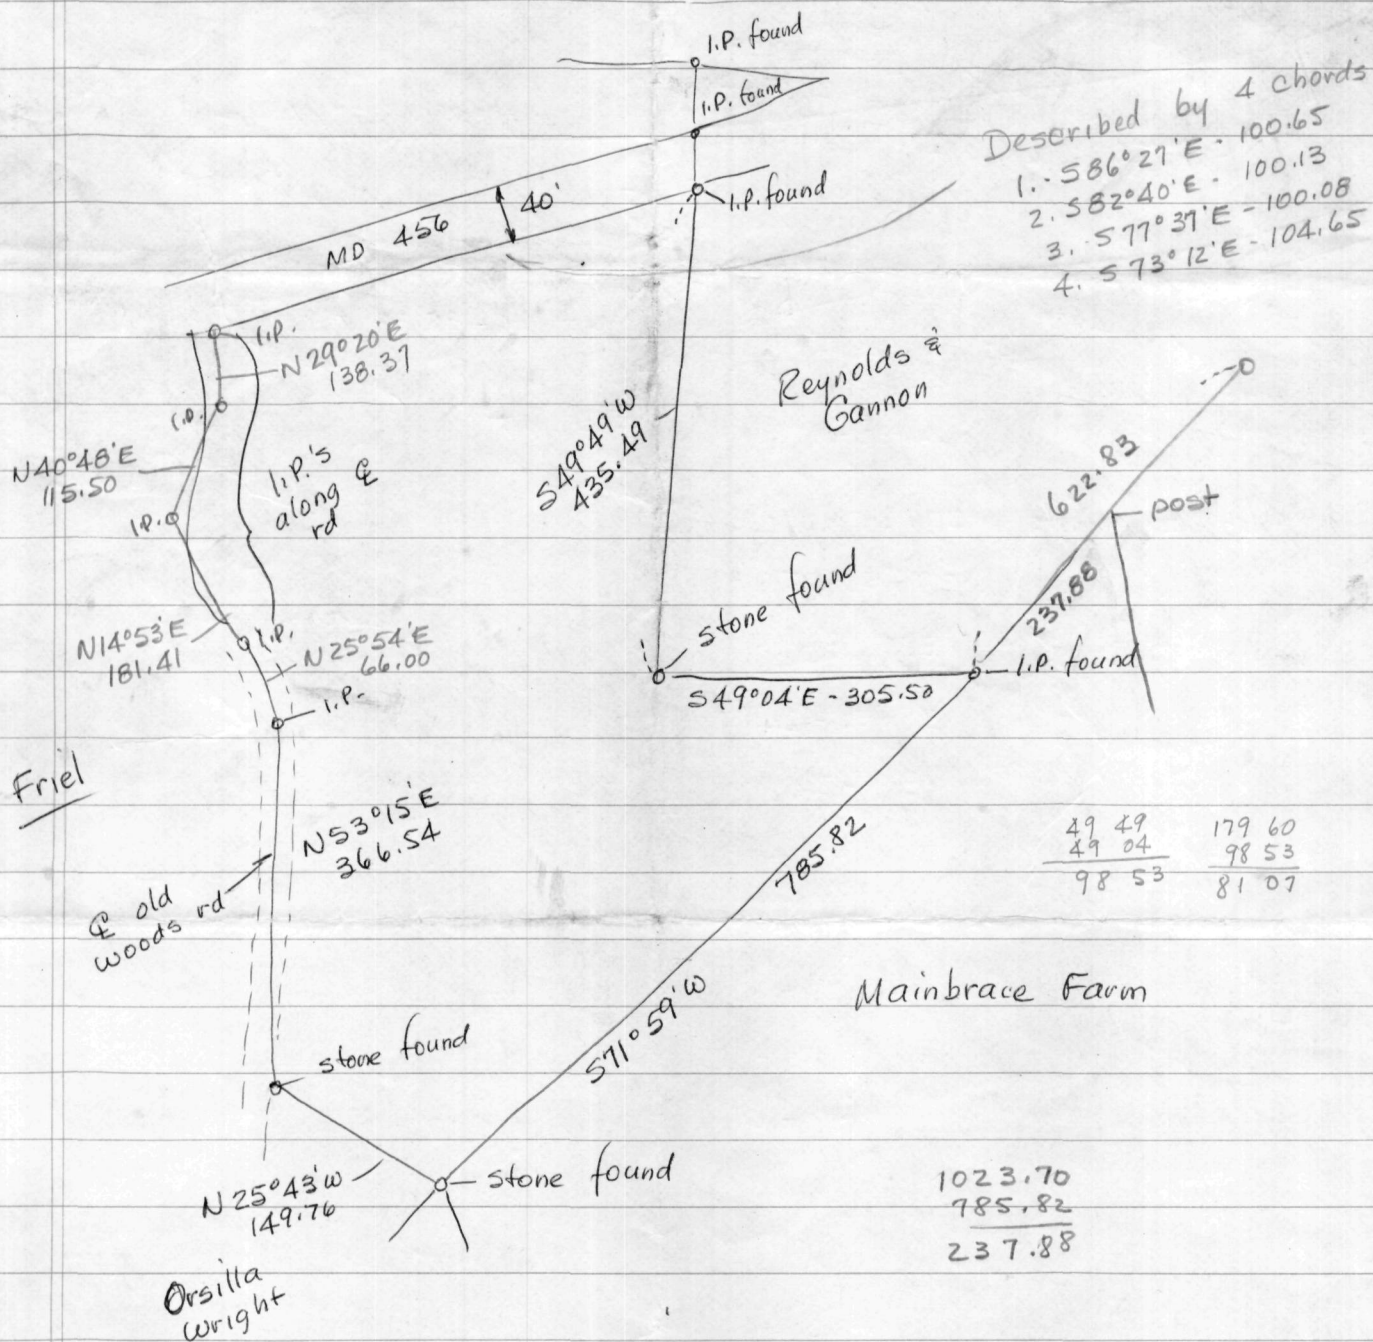 I.P. found
I.P. found
I.P. found
40'
MD 456
Described by 4 chords
1. - S86°27'E - 100.65
2. S82°40'E - 100.13
3. - S77°37'E - 100.08
4. S73°12'E - 104.65
I.P.
N29°20'E
138.37
I.P.
N40°48'E
115.50
I.P.'s
along ℄
rd
I.P.
N14°53'E
181.41
I.P.
N25°54'E
66.00
I.P.
S49°49'W
435.49
Reynolds &
Gannon
622.83
post
237.88
stone found
I.P. found
S49°04'E - 305.50
Friel
N53°15'E
366.54
℄ old
woods rd
785.82
S71°59'W
49 49
49 04
98 53
179 60
98 53
81 07
Mainbrace Farm
stone found
stone found
N25°43'W
149.76
1023.70
785.82
237.88
Orsilla
Wright